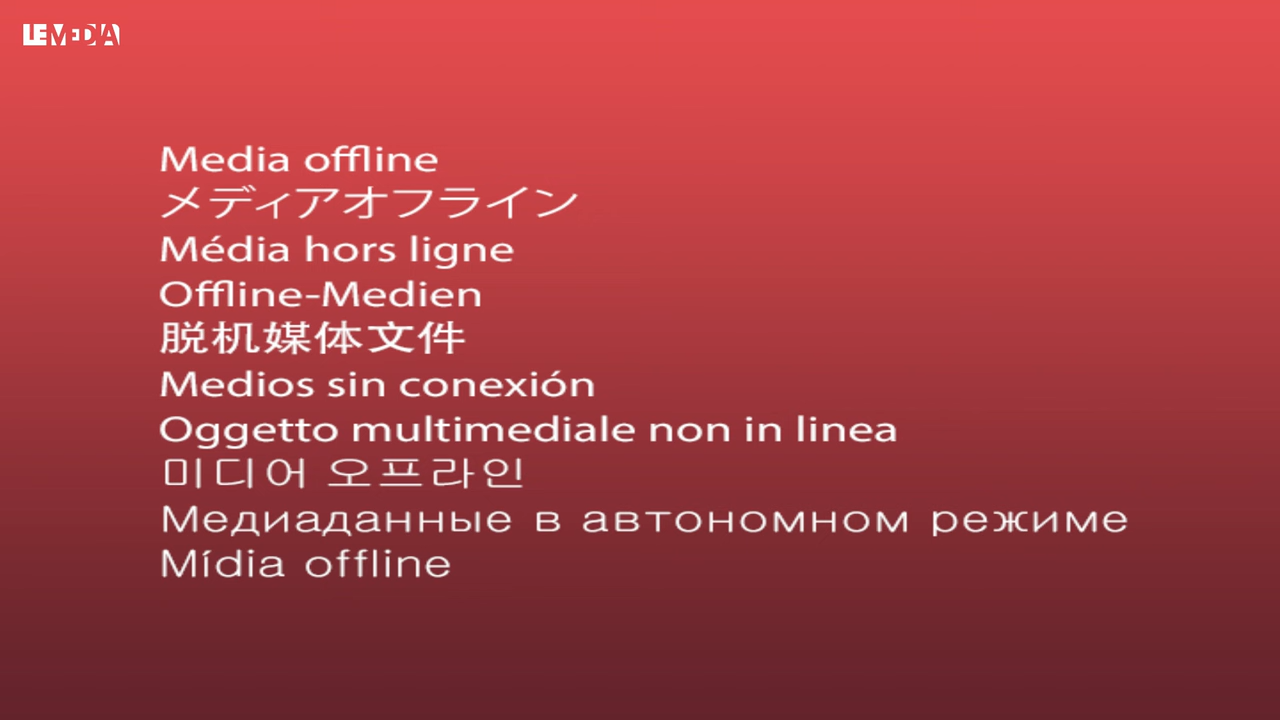 LEMEDIA
Media offline
メディアオフライン
Média hors ligne
Offline-Medien
脱机媒体文件
Medios sin conexión
Oggetto multimediale non in linea
미디어 오프라인
Медиаданные в автономном режиме
Mídia offline